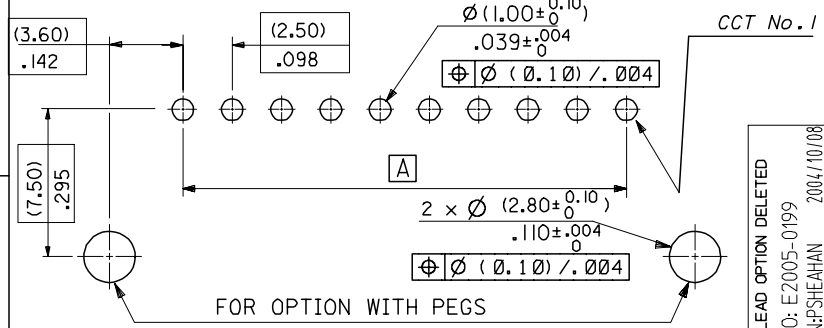 (3.60)
.142
(2.50)
.098
Ø(1.00± 0.10 0)
.039± .004 0
⌖ Ø (0.10)/.004
CCT No.1
(7.50)
.295
A
2 x Ø (2.80± 0.10 0)
.110± .004 0
⌖ Ø (0.10)/.004
FOR OPTION WITH PEGS
LEAD OPTION DELETED
O: E2005-0199
N:PSHEAHAN 2004/10/08